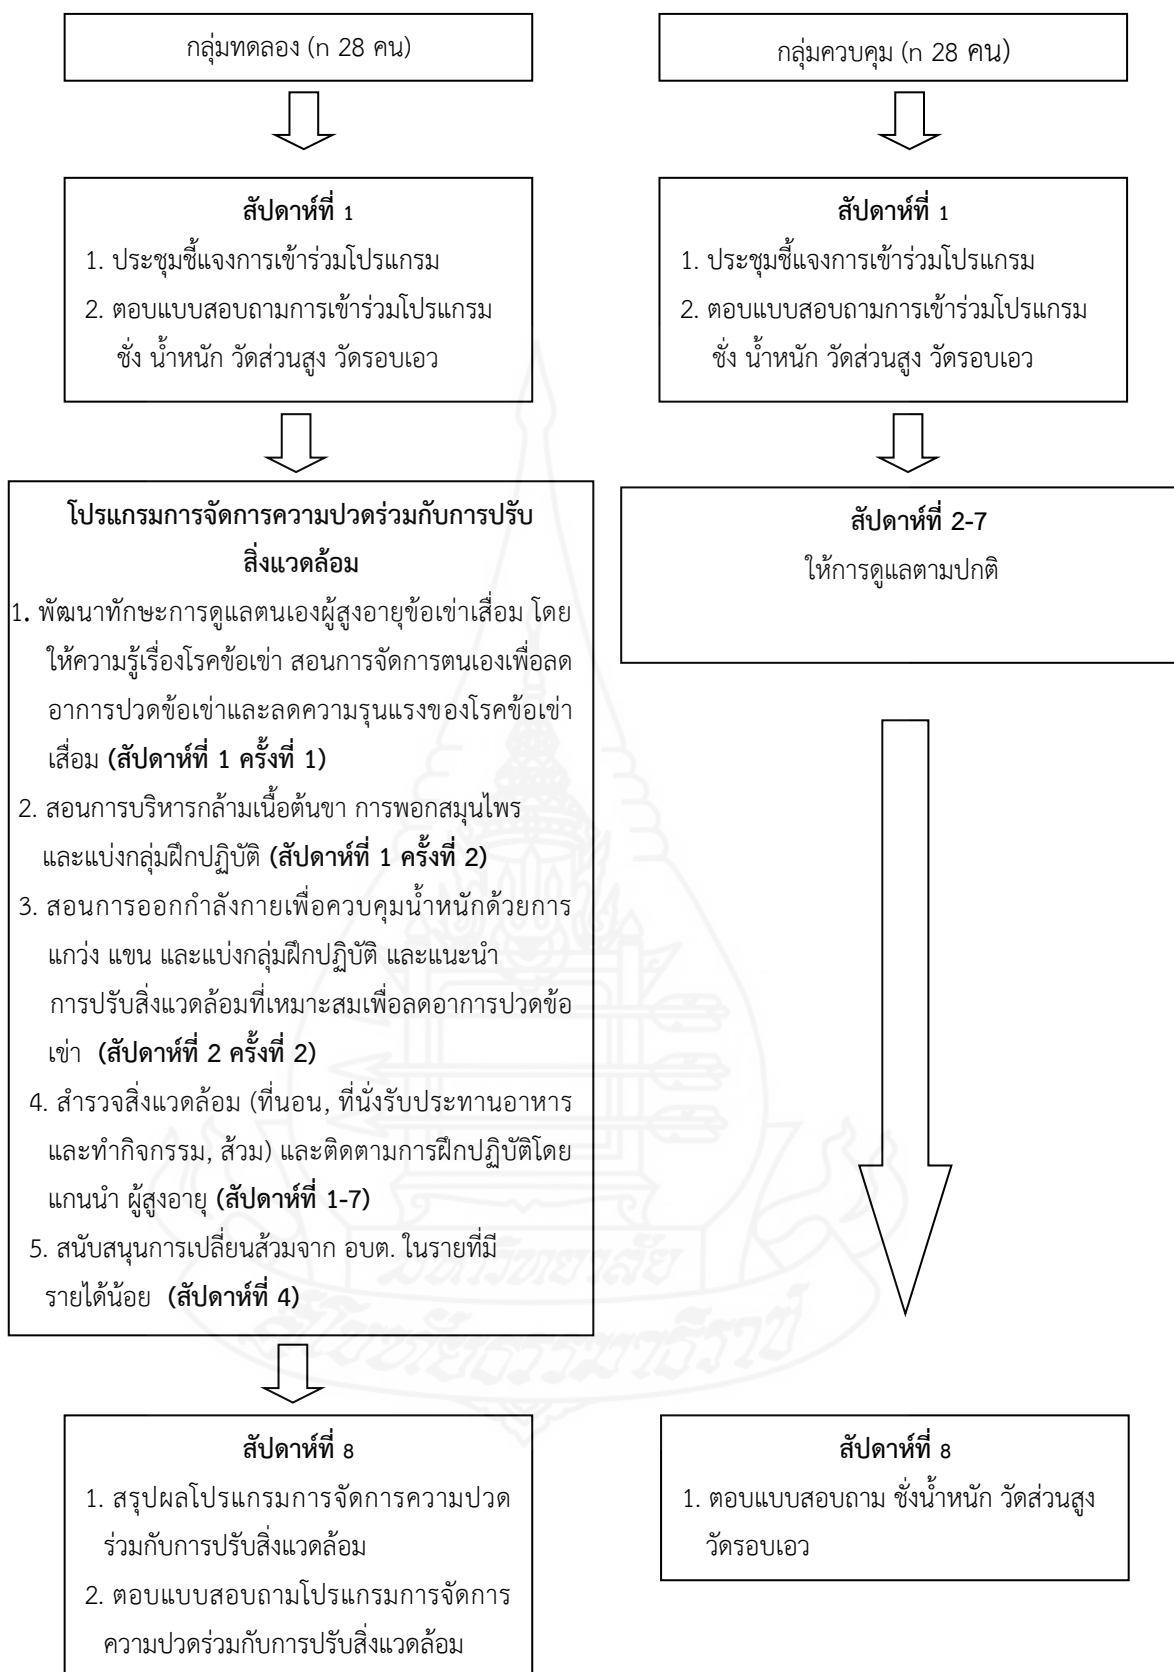 กลุ่มทดลอง (n 28 คน)
กลุ่มควบคุม (n 28 คน)
สัปดาห์ที่ 1
1. ประชุมชี้แจงการเข้าร่วมโปรแกรม
2. ตอบแบบสอบถามการเข้าร่วมโปรแกรม
ชั่ง น้ำหนัก วัดส่วนสูง วัดรอบเอว
สัปดาห์ที่ 1
1. ประชุมชี้แจงการเข้าร่วมโปรแกรม
2. ตอบแบบสอบถามการเข้าร่วมโปรแกรม
ชั่ง น้ำหนัก วัดส่วนสูง วัดรอบเอว
โปรแกรมการจัดการความปวดร่วมกับการปรับ
สิ่งแวดล้อม
1. พัฒนาทักษะการดูแลตนเองผู้สูงอายุข้อเข่าเสื่อม โดย
ให้ความรู้เรื่องโรคข้อเข่า สอนการจัดการตนเองเพื่อลด
อาการปวดข้อเข่าและลดความรุนแรงของโรคข้อเข่า
เสื่อม (สัปดาห์ที่ 1 ครั้งที่ 1)
2. สอนการบริหารกล้ามเนื้อต้นขา การพอกสมุนไพร
และแบ่งกลุ่มฝึกปฏิบัติ (สัปดาห์ที่ 1 ครั้งที่ 2)
3. สอนการออกกำลังกายเพื่อควบคุมน้ำหนักด้วยการ
แกว่ง แขน และแบ่งกลุ่มฝึกปฏิบัติ และแนะนำ
การปรับสิ่งแวดล้อมที่เหมาะสมเพื่อลดอาการปวดข้อ
เข่า (สัปดาห์ที่ 2 ครั้งที่ 2)
4. สำรวจสิ่งแวดล้อม (ที่นอน, ที่นั่งรับประทานอาหาร
และทำกิจกรรม, ส้วม) และติดตามการฝึกปฏิบัติโดย
แกนนำ ผู้สูงอายุ (สัปดาห์ที่ 1-7)
5. สนับสนุนการเปลี่ยนส้วมจาก อบต. ในรายที่มี
รายได้น้อย (สัปดาห์ที่ 4)
สัปดาห์ที่ 2-7
ให้การดูแลตามปกติ
มหาวิทยาลัย
สุโขทัยธรรมาธิราช
สัปดาห์ที่ 8
1. สรุปผลโปรแกรมการจัดการความปวด
ร่วมกับการปรับสิ่งแวดล้อม
2. ตอบแบบสอบถามโปรแกรมการจัดการ
ความปวดร่วมกับการปรับสิ่งแวดล้อม
สัปดาห์ที่ 8
1. ตอบแบบสอบถาม ชั่งน้ำหนัก วัดส่วนสูง
วัดรอบเอว